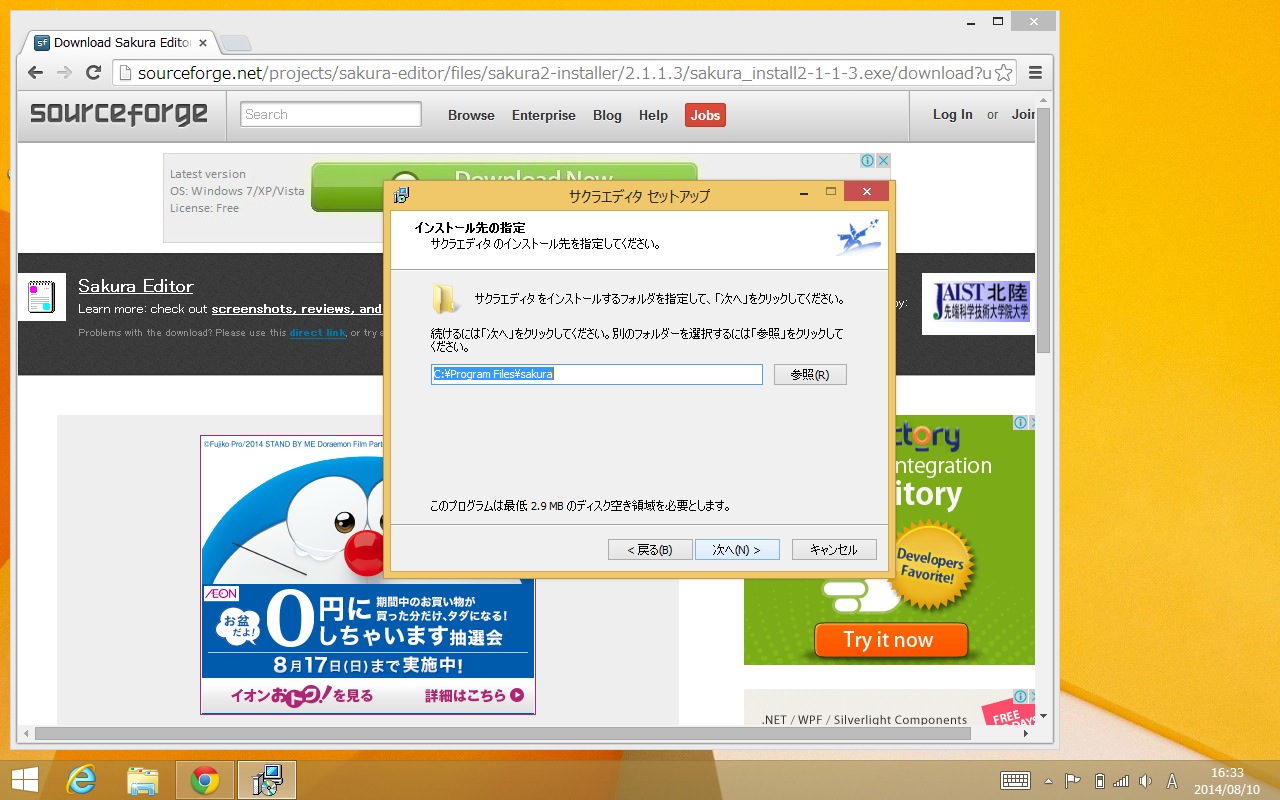 Download Sakura Edito
sourceforge.net/projects/sakura-editor/files/sakura2-installer/2.1.1.3/sakura_install2-1-1-3.exe/download?u
sourceforge
Search
Browse Enterprise Blog Help Jobs
Log In or Join
Latest version
OS: Windows 7/XP/Vista
License: Free
Download Now
サクラエディタ セットアップ
インストール先の指定
サクラエディタ のインストール先を指定してください。
サクラエディタ をインストールするフォルダを指定して、「次へ」をクリックしてください。
続けるには「次へ」をクリックしてください。別のフォルダーを選択するには「参照」をクリックして
ください。
C:¥Program Files¥sakura
参照(R)
このプログラムは最低 2.9 MB のディスク空き領域を必要とします。
< 戻る(B)
次へ(N) >
キャンセル
Sakura Editor
Learn more: check out screenshots, reviews, and
Problems with the download? Please use this direct link, or try
by:
JAIST北陸
先端科学技術大学院大学
©Fujiko Pro/2014 STAND BY ME Doraemon Film Part
ÆON
お盆
だよ!
0円に
しちゃいます抽選会
期間中のお買い物が
買った分だけ、タダになる!
8月17日(日)まで実施中!
イオンおトク!を見る
詳細はこちら
ctory
ntegration
itory
Developers
Favorite!
Try it now
.NET / WPF / Silverlight Components
FREE
A
16:33
2014/08/10